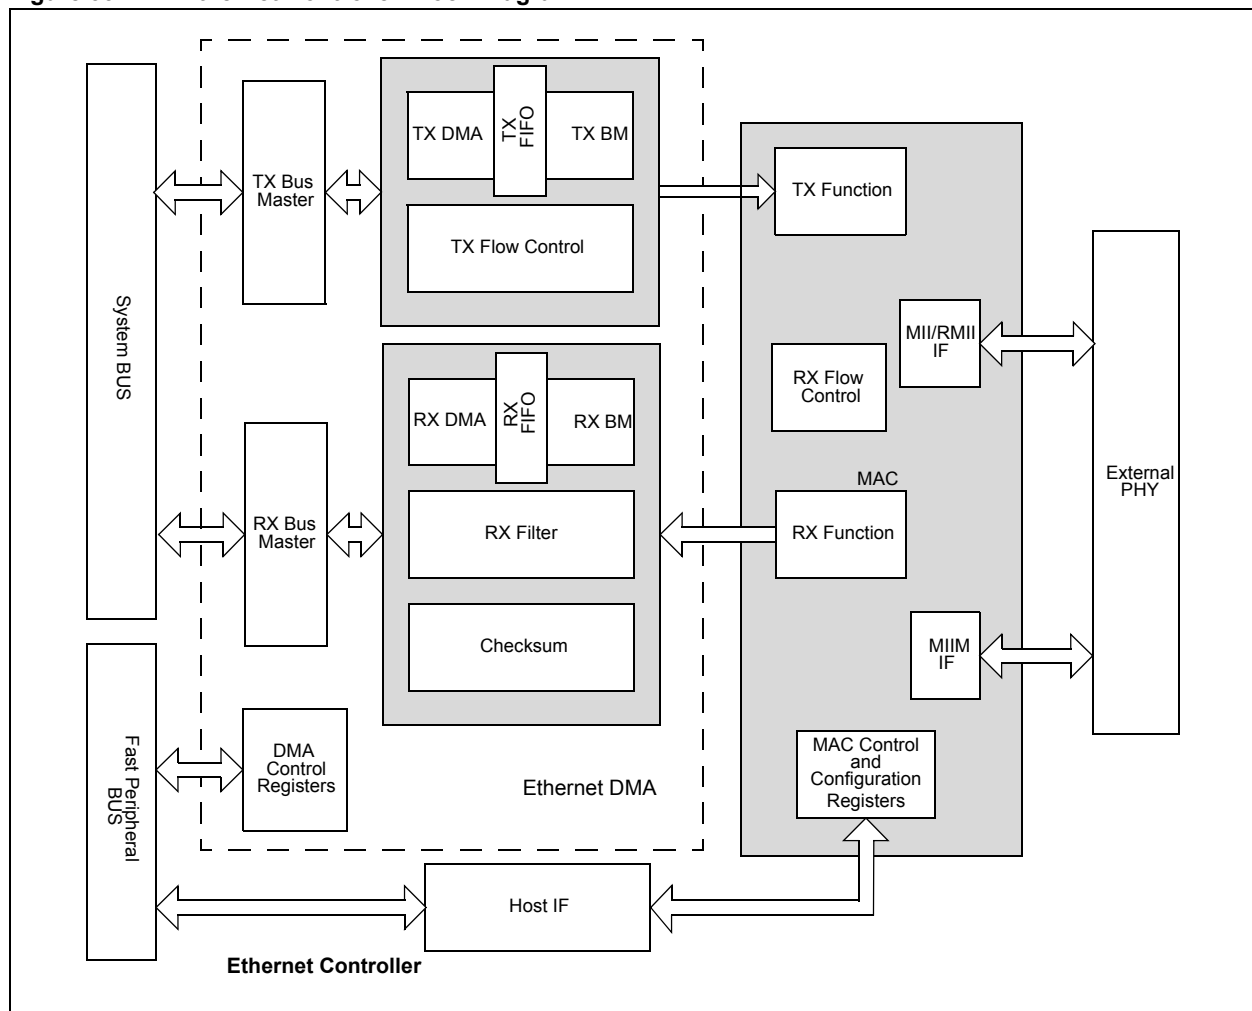 TX DMA
TX
FIFO
TX BM
TX Bus
Master
TX Function
TX Flow Control
System BUS
MII/RMII
IF
RX Flow
Control
RX DMA
RX
FIFO
RX BM
External
PHY
MAC
RX Bus
Master
RX Filter
RX Function
Checksum
MIIM
IF
Fast Peripheral
BUS
DMA
Control
Registers
Ethernet DMA
MAC Control
and
Configuration
Registers
Host IF
Ethernet Controller